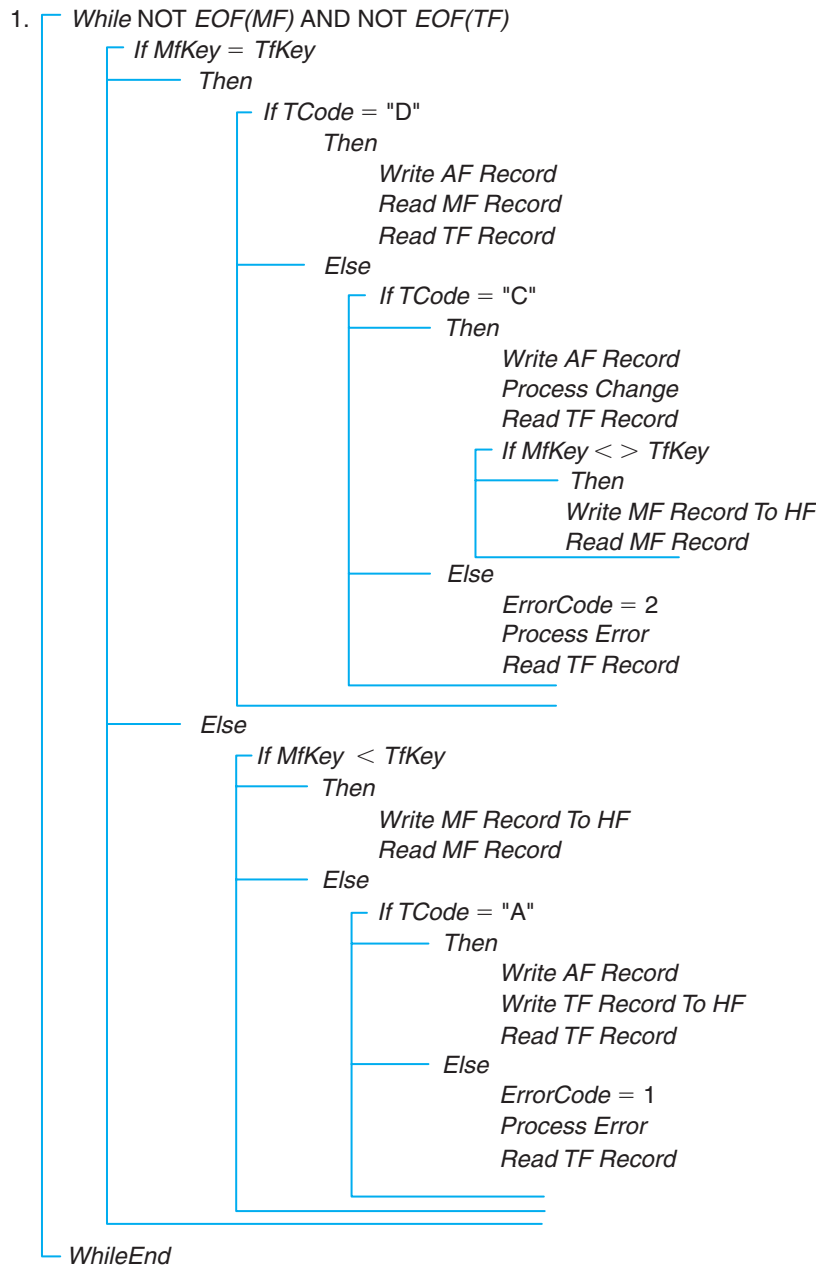 1. While NOT EOF(MF) AND NOT EOF(TF)
If MfKey = TfKey
Then
If TCode = "D"
Then
Write AF Record
Read MF Record
Read TF Record
Else
If TCode = "C"
Then
Write AF Record
Process Change
Read TF Record
If MfKey < > TfKey
Then
Write MF Record To HF
Read MF Record
Else
ErrorCode = 2
Process Error
Read TF Record
Else
If MfKey < TfKey
Then
Write MF Record To HF
Read MF Record
Else
If TCode = "A"
Then
Write AF Record
Write TF Record To HF
Read TF Record
Else
ErrorCode = 1
Process Error
Read TF Record
WhileEnd